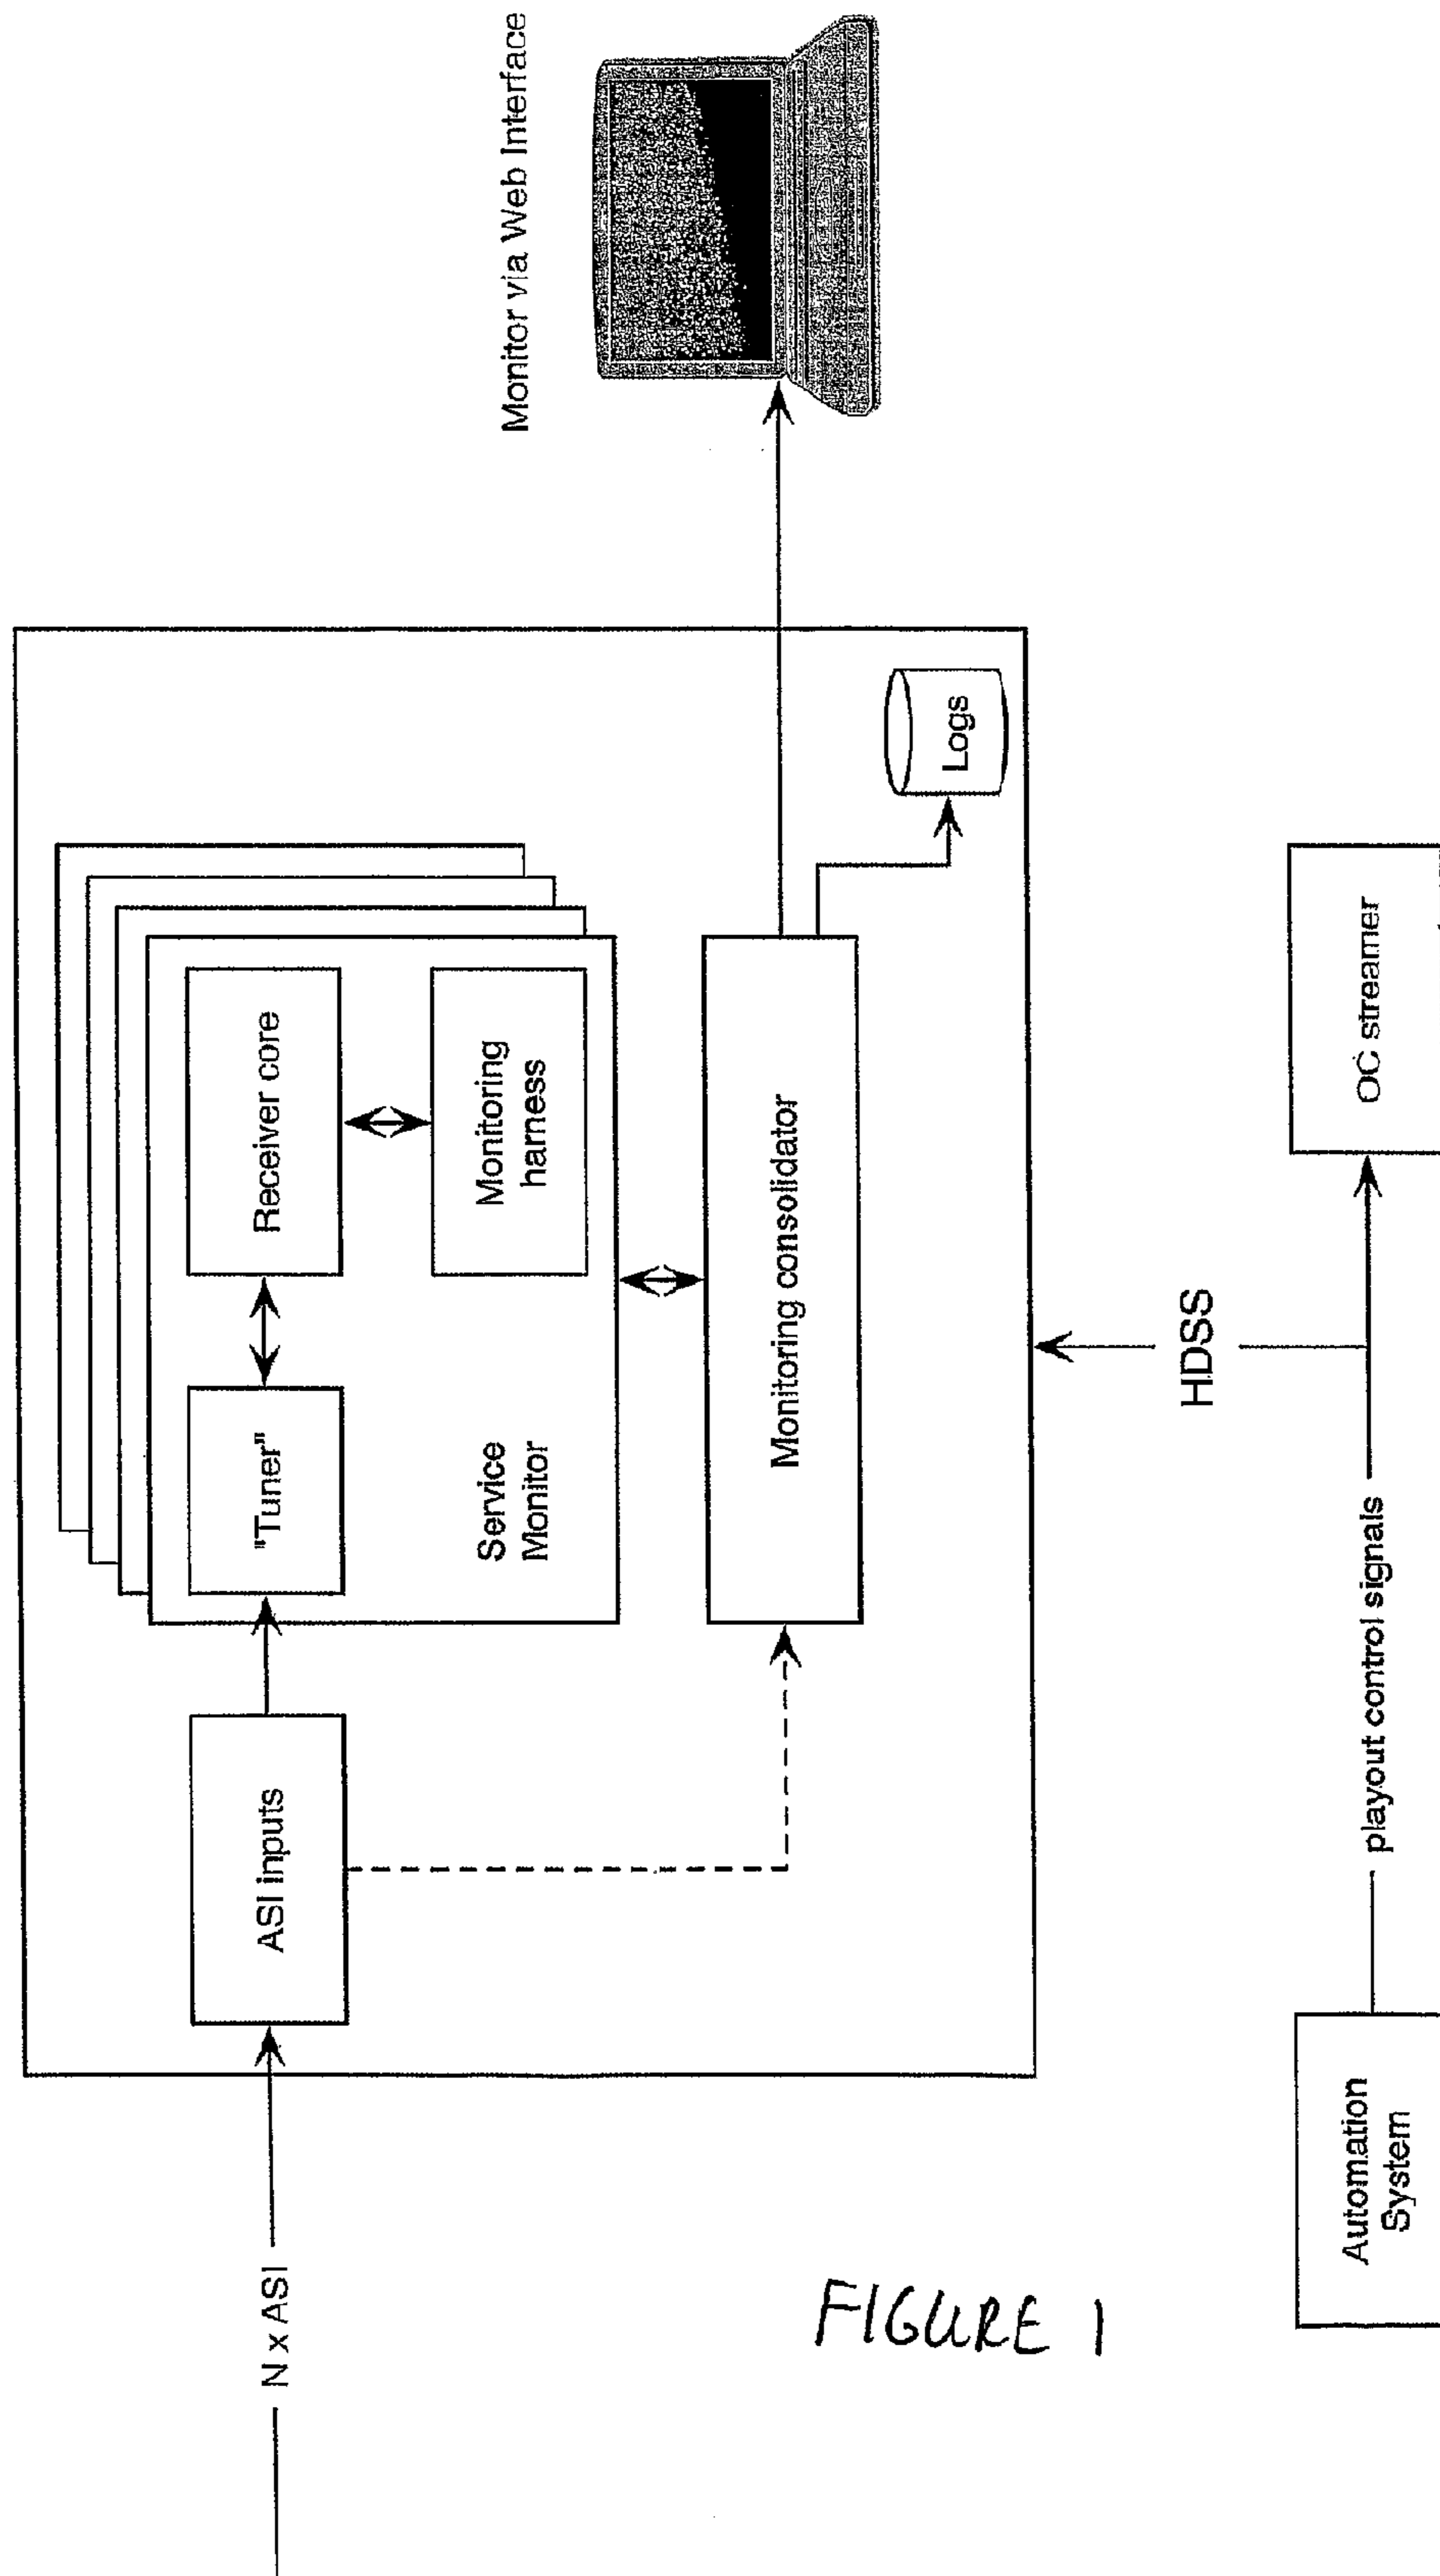 Monitor via Web Interface
Logs
Receiver core
Monitoring
harness
"Tuner"
Service
Monitor
Monitoring consolidator
ASI inputs
N x ASI
HDSS
OC streamer
playout control signals
Automation
System
FIGURE 1